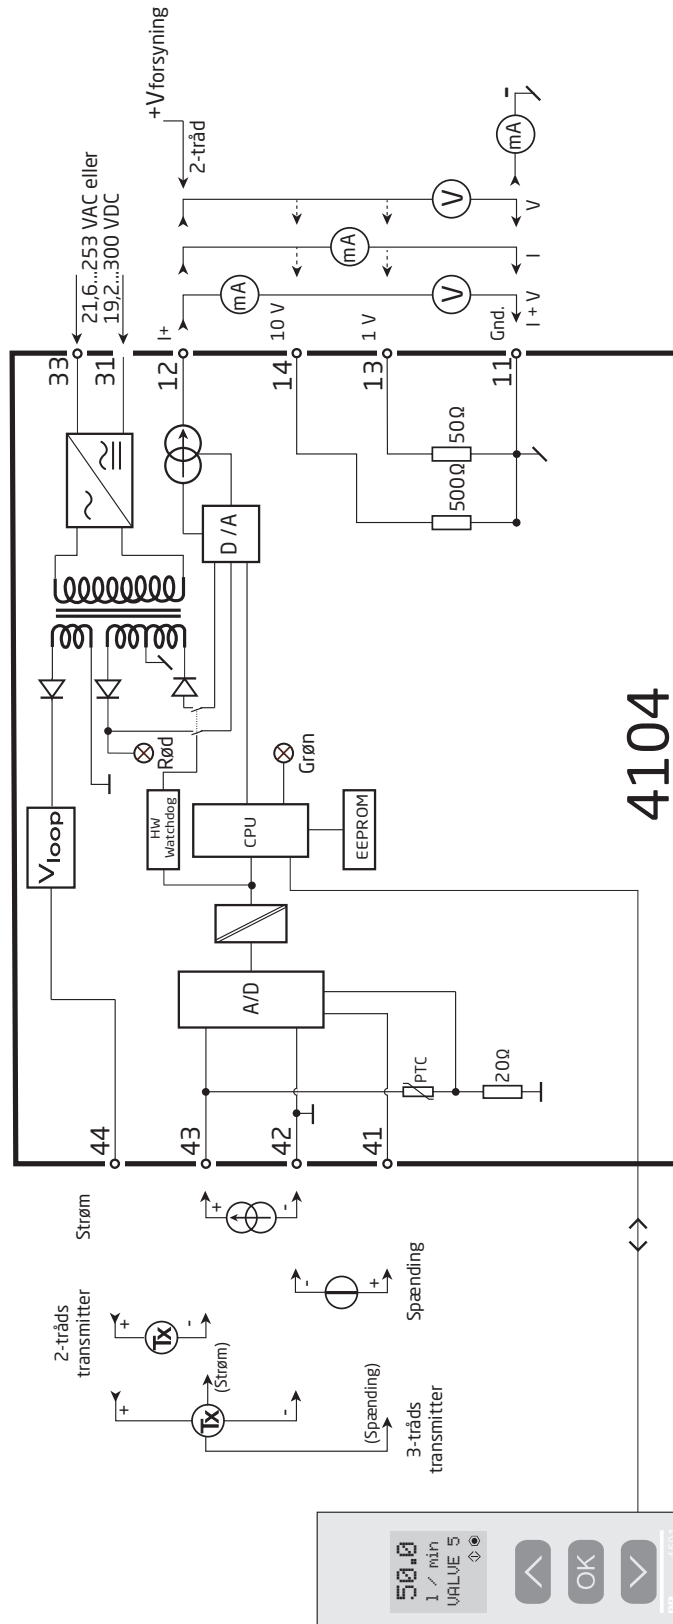 50.0
l / min
VALVE 5
OK
3-tråds
transmitter
(Spænding)
(Strøm)
Tx
+
-
2-tråds
transmitter
Tx
+
-
Spænding
-
+
Strøm
+
-
44
43
42
41
Vloop
A/D
PTC
20Ω
HW
Watchdog
CPU
EEPROM
Rød
Grøn
D/A
500Ω
50Ω
4104
33
31
12
14
13
11
21,6...253 VAC eller
19,2...300 VDC
I+
10 V
1 V
Gnd.
mA
V
I + V
mA
I
V
V
+Vforsyning
2-tråd
mA
-